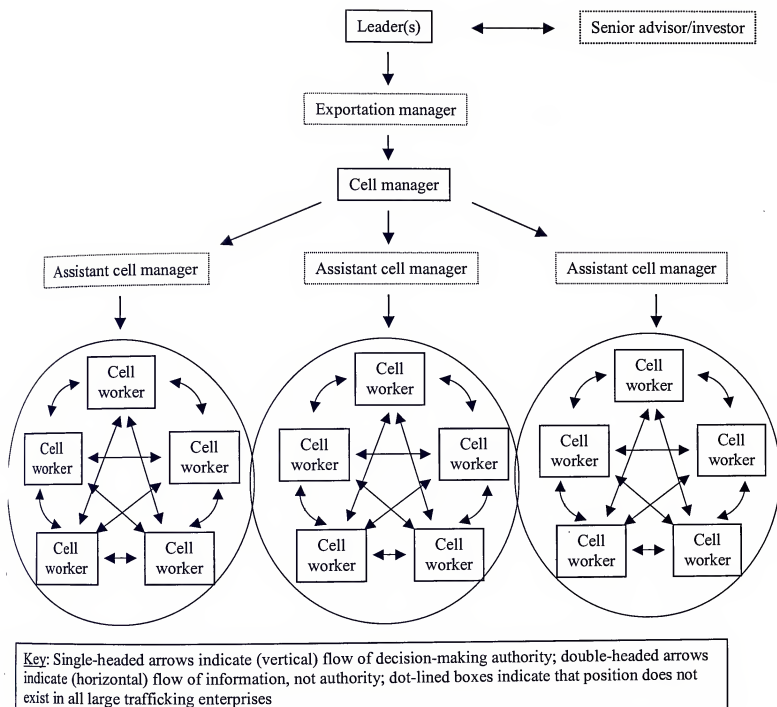 Leader(s)
Senior advisor/investor
Exportation manager
Cell manager
Assistant cell manager
Assistant cell manager
Assistant cell manager
Cell
worker
Cell
worker
Cell
worker
Cell
worker
Cell
worker
Cell
worker
Cell
worker
Cell
worker
Cell
worker
Cell
worker
Cell
worker
Cell
worker
Cell
worker
Cell
worker
Cell
worker
Key: Single-headed arrows indicate (vertical) flow of decision-making authority; double-headed arrows
indicate (horizontal) flow of information, not authority; dot-lined boxes indicate that position does not
exist in all large trafficking enterprises